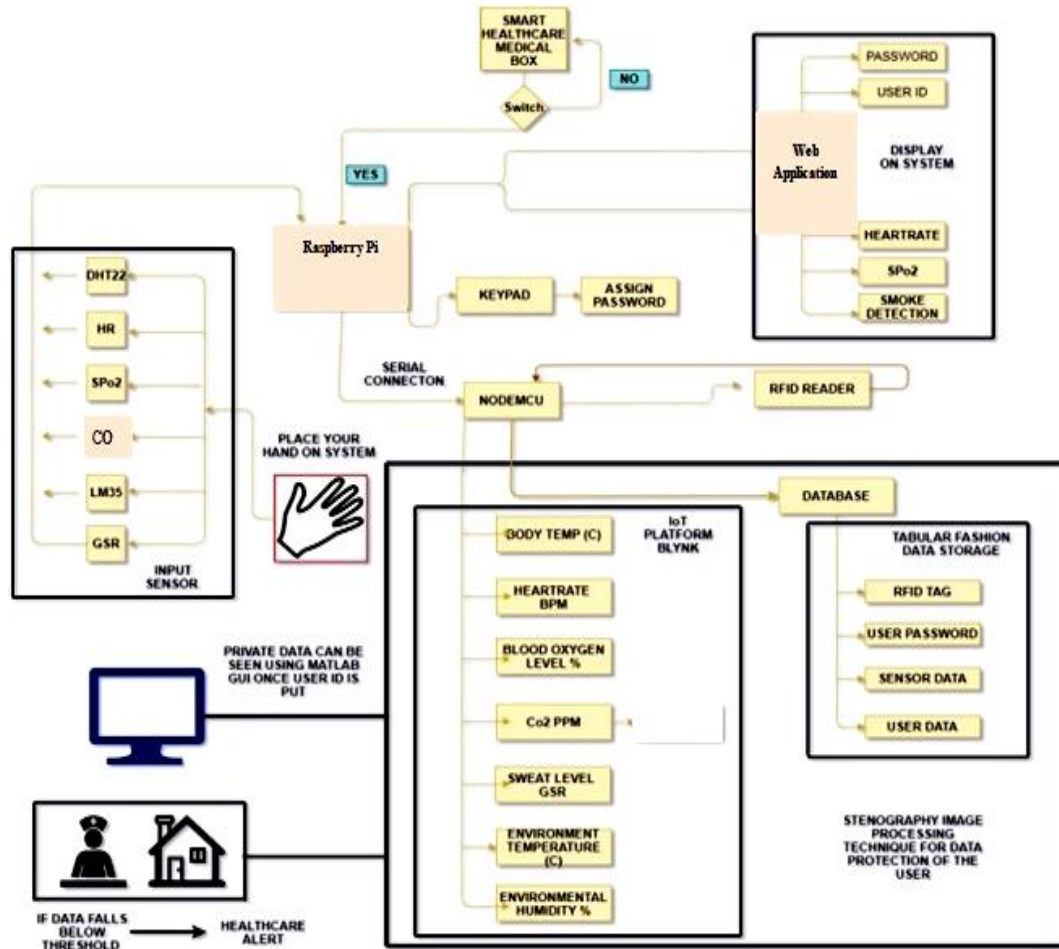 SMART
HEALTHCARE
MEDICAL
BOX
NO
Switch
YES
PASSWORD
USER ID
Web
Application
DISPLAY
ON SYSTEM
HEARTRATE
SPo2
SMOKE
DETECTION
Raspberry Pi
KEYPAD
ASSIGN
PASSWORD
DHT22
HR
SPo2
CO
LM35
GSR
INPUT
SENSOR
PLACE YOUR
HAND ON SYSTEM
SERIAL
CONNECTON
NODEMCU
RFID READER
DATABASE
TABULAR FASHION
DATA STORAGE
RFID TAG
USER PASSWORD
SENSOR DATA
USER DATA
IoT
PLATFORM
BLYNK
BODY TEMP (C)
HEARTRATE
BPM
BLOOD OXYGEN
LEVEL %
Co2 PPM
SWEAT LEVEL
GSR
ENVIRONMENT
TEMPERATURE
(C)
ENVIRONMENTAL
HUMIDITY %
STENOGRAPHY IMAGE
PROCESSING
TECHNIQUE FOR DATA
PROTECTION OF THE
USER
PRIVATE DATA CAN BE
SEEN USING MATLAB
GUI ONCE USER ID IS
PUT
IF DATA FALLS
BELOW
THRESHOLD
HEALTHCARE
ALERT